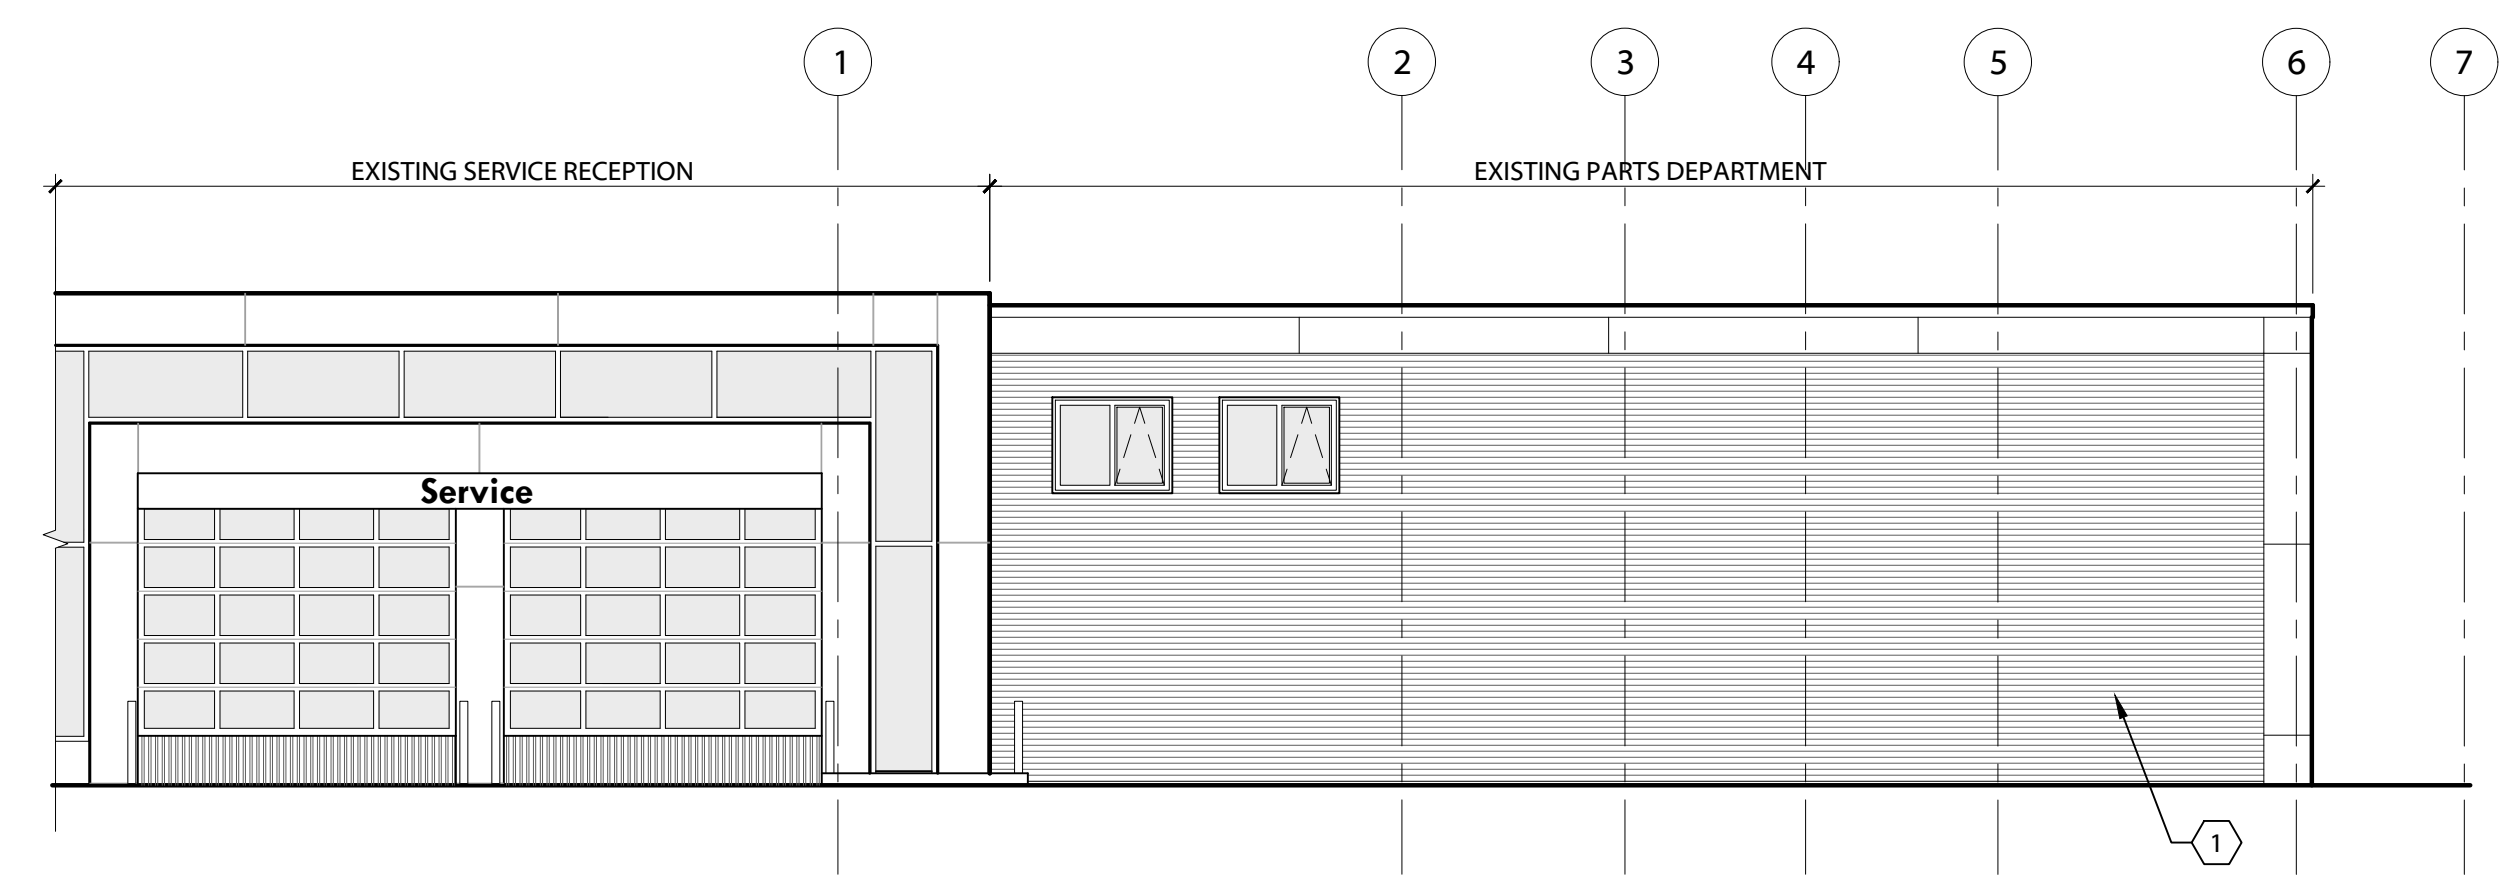 1
2
3
4
5
6
7
EXISTING SERVICE RECEPTION
EXISTING PARTS DEPARTMENT
Service
1